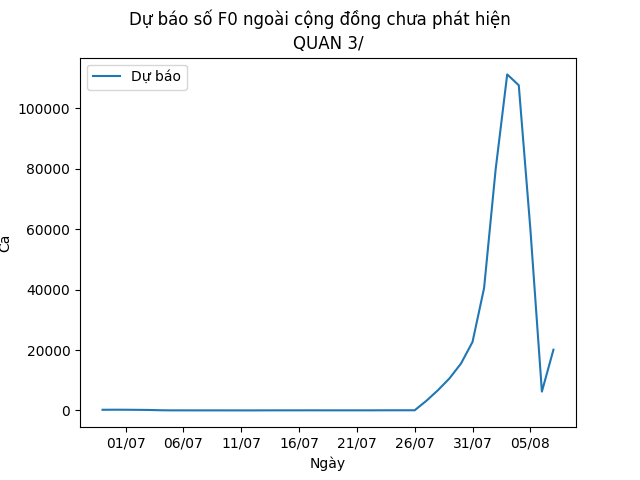 Dự báo số F0 ngoài cộng đồng chưa phát hiện
QUAN 3/
Dự báo
100000
80000
60000
40000
20000
0
Ca
01/07 06/07 11/07 16/07 21/07 26/07 31/07 05/08
Ngày